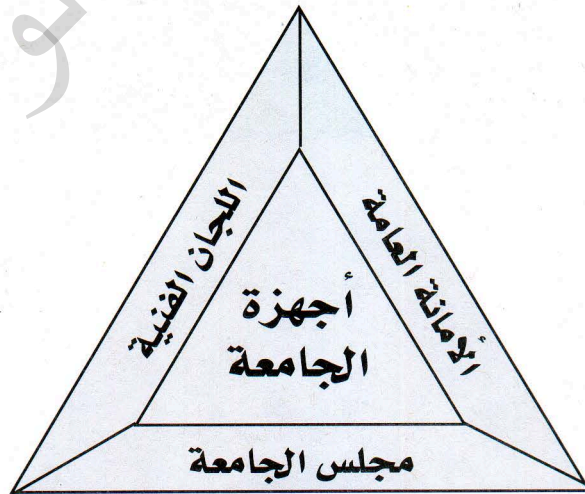 الأمانة العامة
اللجان الفنية
أجهزة
الجامعة
مجلس الجامعة